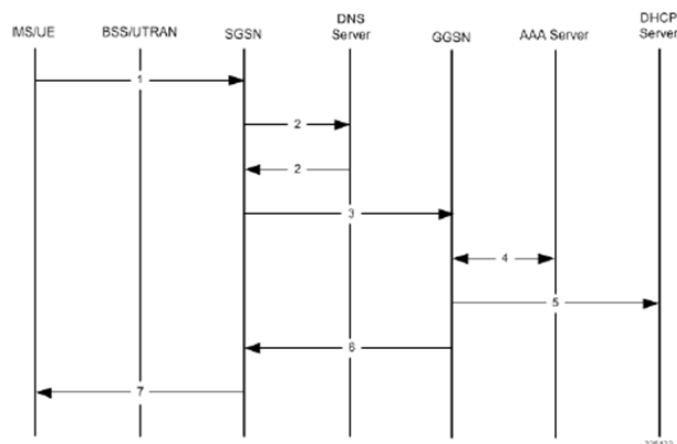 IMS/UE
BSS/UTRAN
SGSN
DNS
Server
GGSN
AAA Server
DHCP
Server
1
2
2
3
4
5
6
7